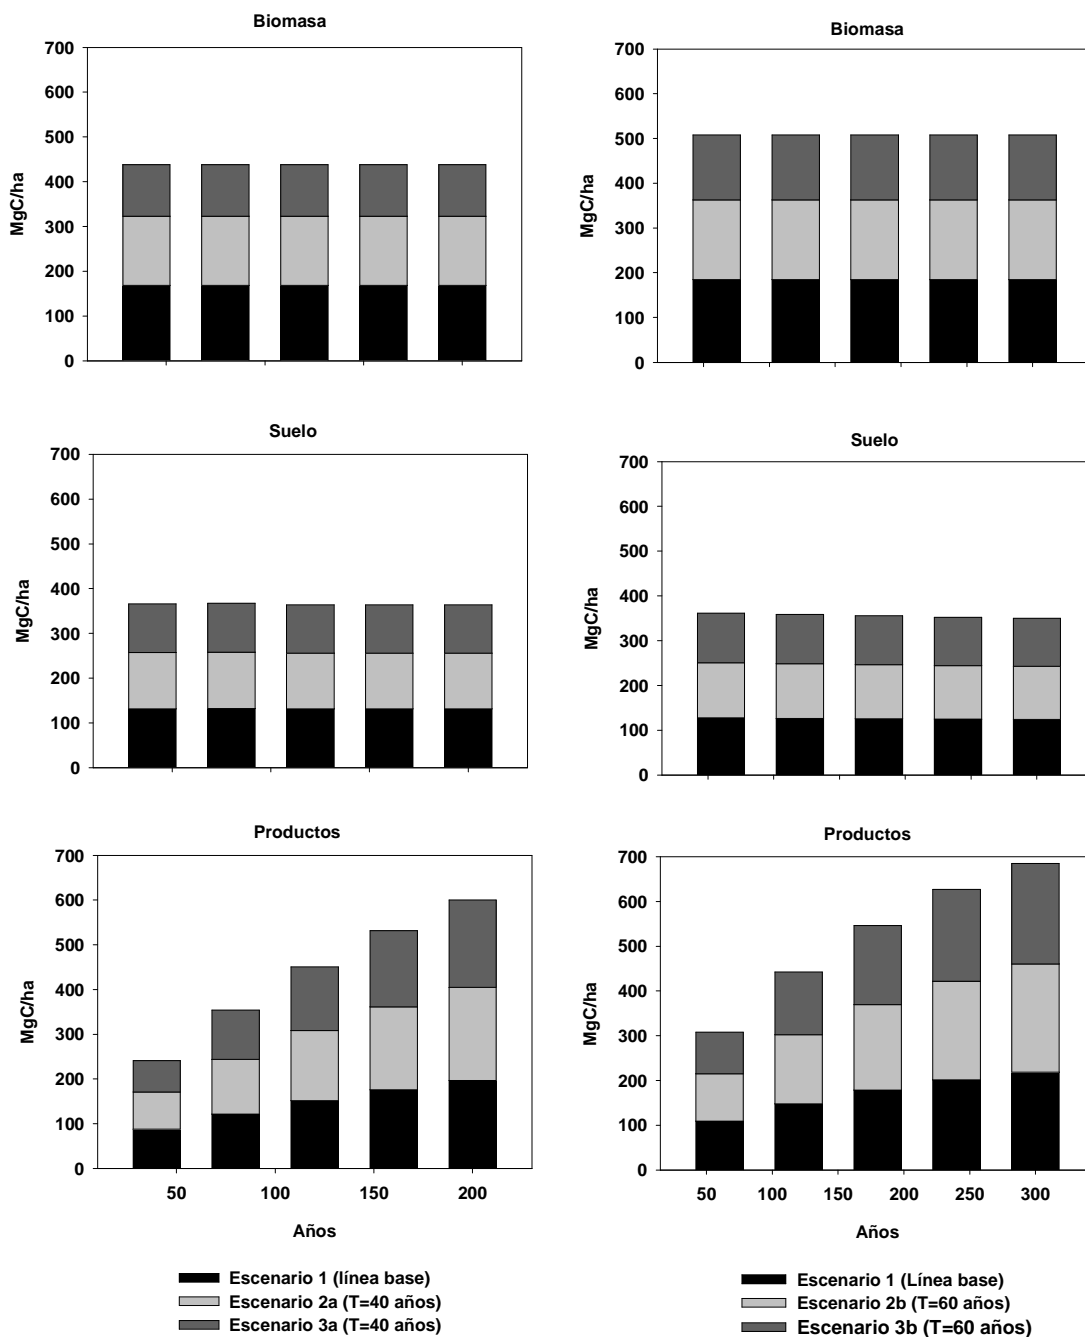 Biomasa
700
600
500
400
300
200
100
0
MgC/ha
Biomasa
700
600
500
400
300
200
100
0
MgC/ha
Suelo
700
600
500
400
300
200
100
0
MgC/ha
Suelo
700
600
500
400
300
200
100
0
MgC/ha
Productos
700
600
500
400
300
200
100
0
MgC/ha
50 100 150 200
Años
Productos
700
600
500
400
300
200
100
0
MgC/ha
50 100 150 200 250 300
Años
Escenario 1 (línea base)
Escenario 2a (T=40 años)
Escenario 3a (T=40 años)
Escenario 1 (Línea base)
Escenario 2b (T=60 años)
Escenario 3b (T=60 años)